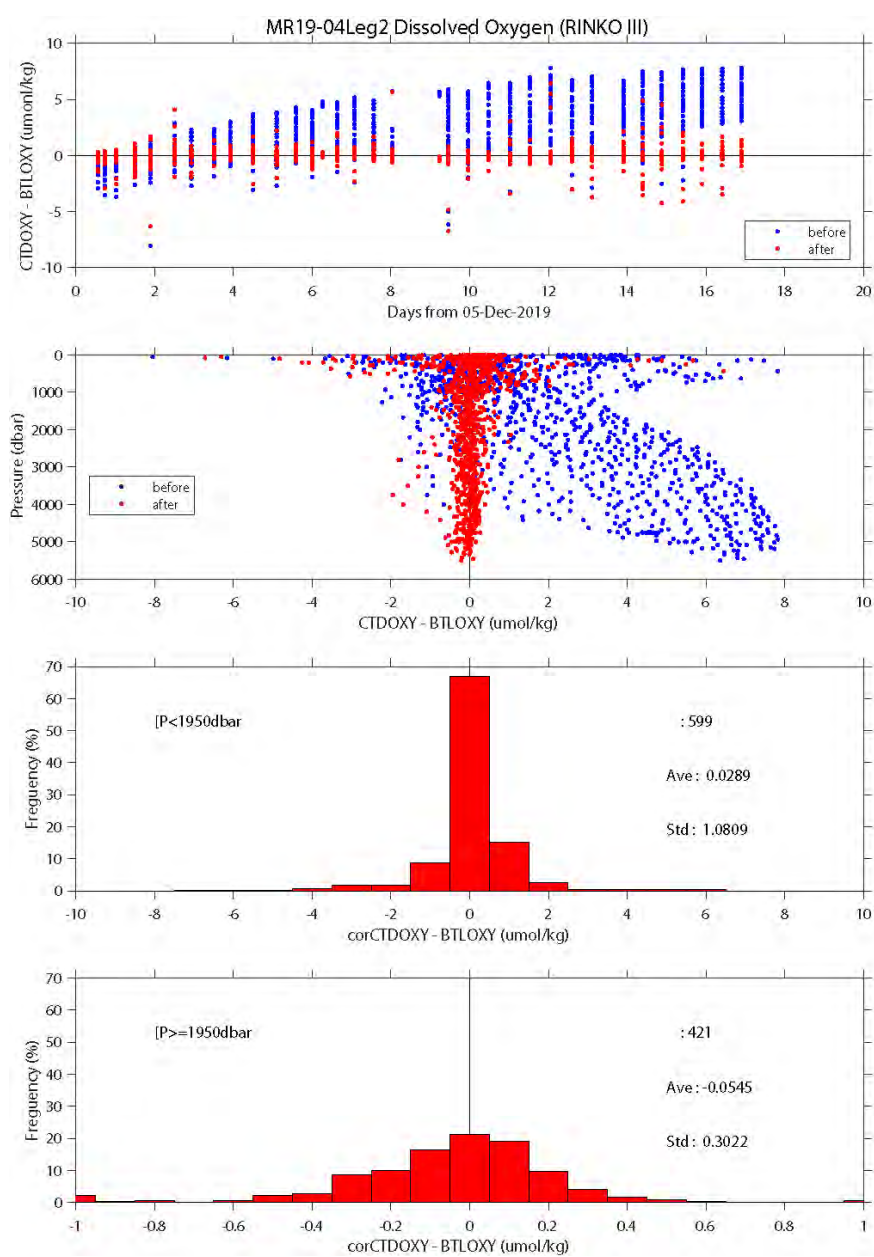 MR19-04Leg2 Dissolved Oxygen (RINKO III)
10
5
0
-5
-10
CTDOXY - BTLOXY (umonl/kg)
before
after
0 2 4 6 8 10 12 14 16 18 20
Days from 05-Dec-2019
0
1000
2000
3000
4000
5000
6000
Pressure (dbar)
before
after
-10 -8 -6 -4 -2 0 2 4 6 8 10
CTDOXY - BTLOXY (umol/kg)
70
60
50
40
30
20
10
0
Freguency (%)
[P<1950dbar : 599
Ave : 0.0289
Std : 1.0809
-10 -8 -6 -4 -2 0 2 4 6 8 10
corCTDOXY - BTLOXY (umol/kg)
70
60
50
40
30
20
10
0
Freguency (%)
[P>=1950dbar : 421
Ave : -0.0545
Std : 0.3022
-1 -0.8 -0.6 -0.4 -0.2 0 0.2 0.4 0.6 0.8 1
corCTDOXY - BTLOXY (umol/kg)